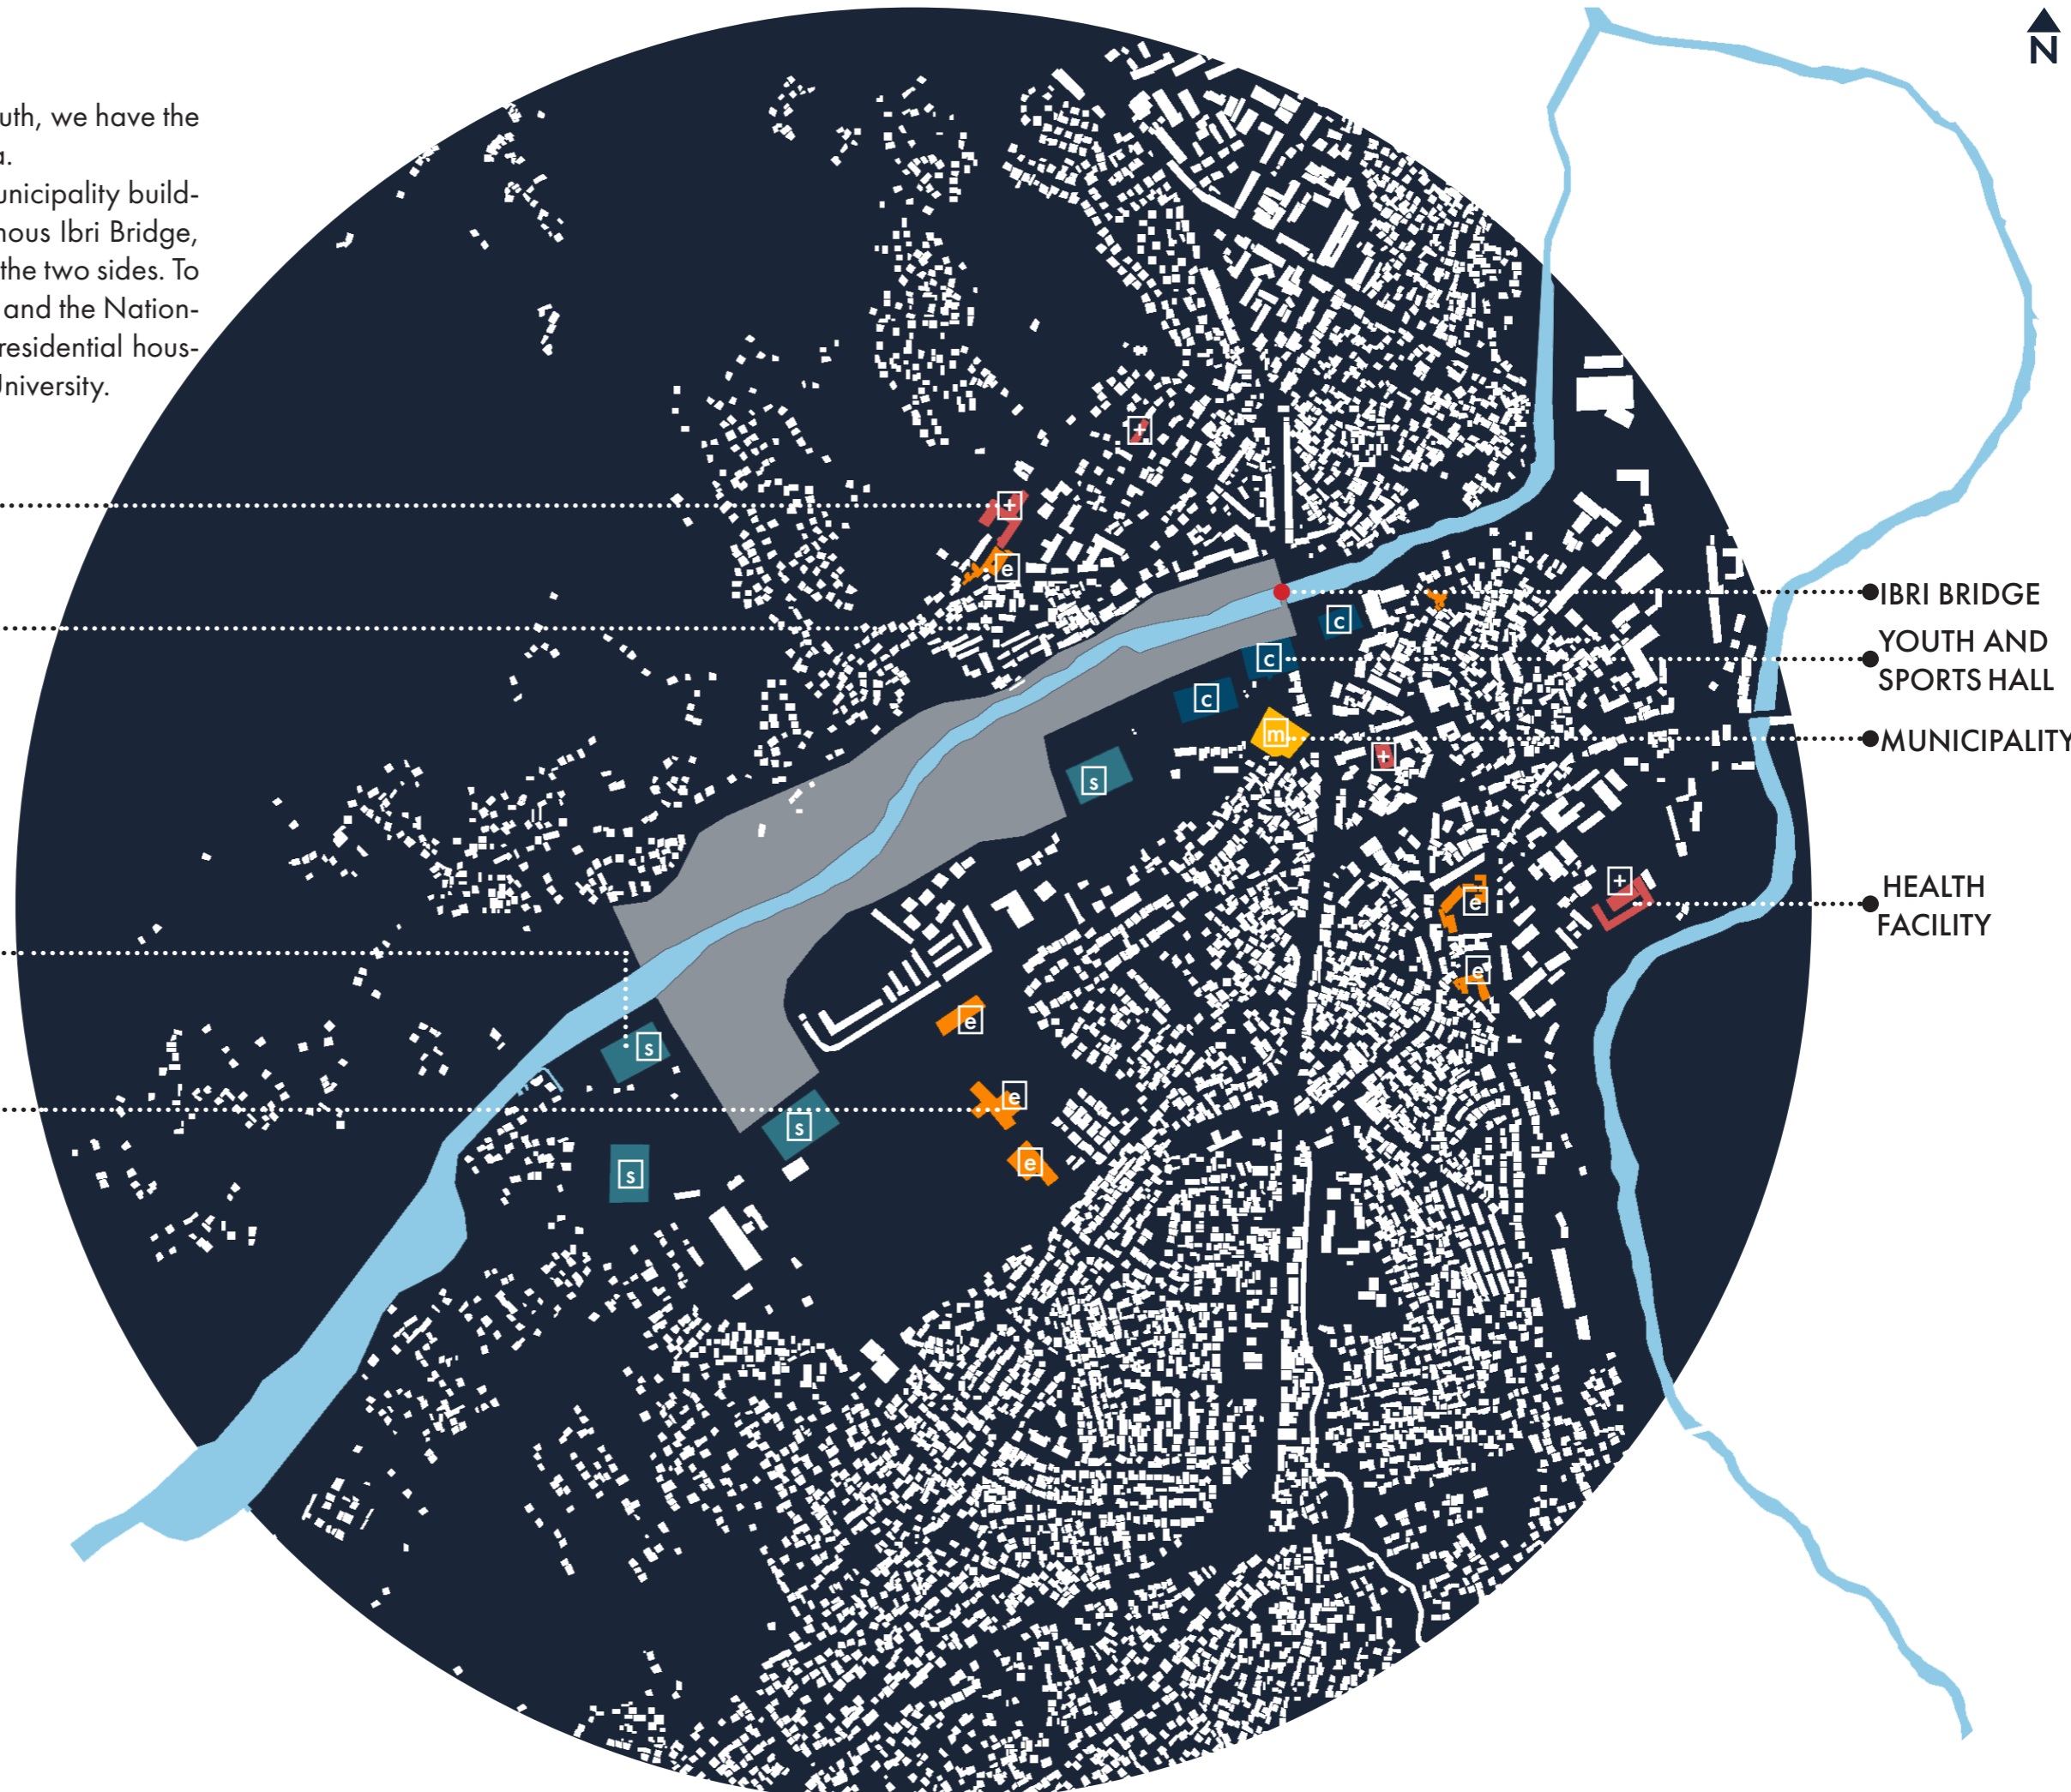 N
uth, we have the
a.
unicipality build-
nous Ibri Bridge,
the two sides. To
and the Nation-
residential hous-
University.
+
+
e
IBRI BRIDGE
c
YOUTH AND
SPORTS HALL
c
c
m
MUNICIPALITY
+
s
+
HEALTH
FACILITY
e
e
e
s
e
s
e
s